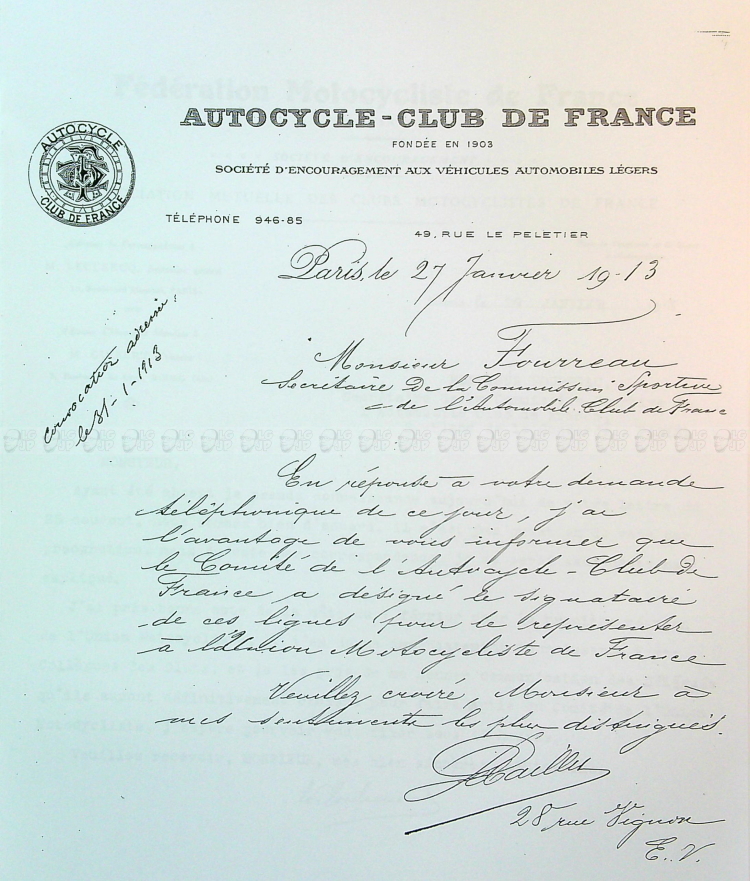 AUTOCYCLE-CLUB DE FRANCE
FONDÉE EN 1903
SOCIÉTÉ D'ENCOURAGEMENT AUX VÉHICULES AUTOMOBILES LÉGERS
AUTOCYCLE
CLUB DE FRANCE
TÉLÉPHONE 946-85
49, RUE LE PELETIER
Paris, le 27 Janvier 19-13
convocation adressée,
le 31-1-1913
Monsieur Fourreau
Secrétaire De la Commission Sportive
de l'Automobile Club de France
En réponse à votre demande
téléphonique de ce jour, j'ai
l'avantage de vous informer que
le Comité de l'Autocycle-Club de
France a désigné le signataire
de ces lignes pour le représenter
à l'Union Motocycliste de France
Veuillez croire, Monsieur à
mes sentiments les plus distingués.
28 rue Vignon
E.V.